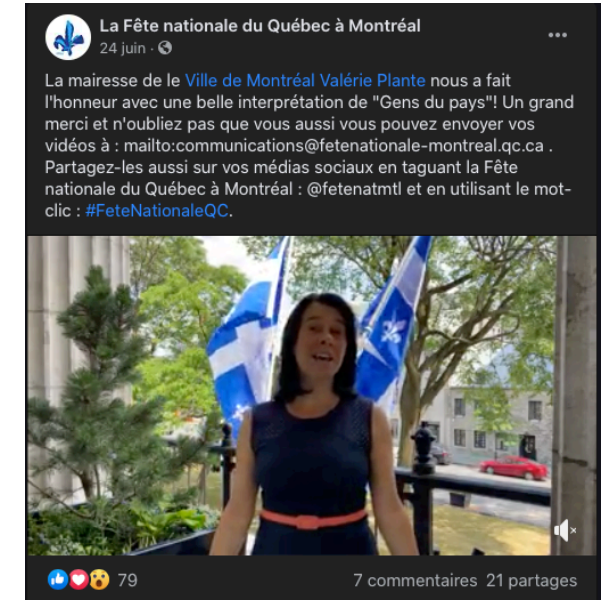 La Fête nationale du Québec à Montréal
24 juin ·
La mairesse de le Ville de Montréal Valérie Plante nous a fait
l'honneur avec une belle interprétation de "Gens du pays"! Un grand
merci et n'oubliez pas que vous aussi vous pouvez envoyer vos
vidéos à : mailto:communications@fetenationale-montreal.qc.ca .
Partagez-les aussi sur vos médias sociaux en taguant la Fête
nationale du Québec à Montréal : @fetenatmtl et en utilisant le mot-
clic : #FeteNationaleQC.
79
7 commentaires 21 partages